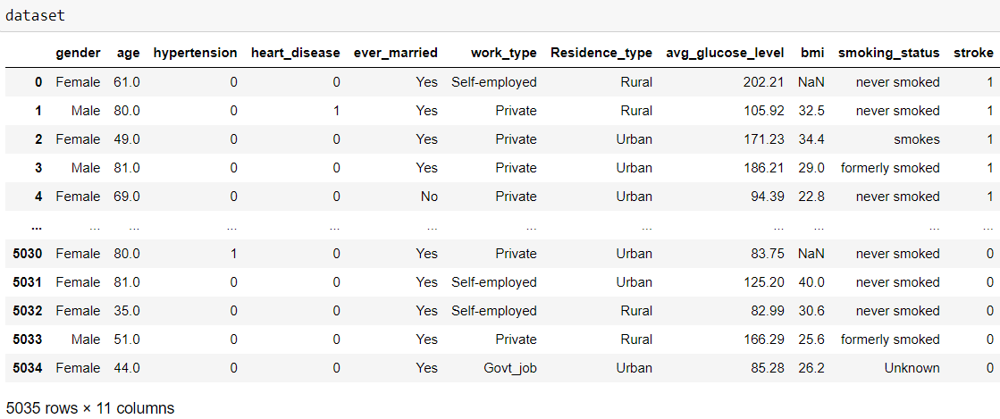 dataset
gender age hypertension heart_disease ever_married work_type Residence_type avg_glucose_level bmi smoking_status stroke
0 Female 61.0 0 0 Yes Self-employed Rural 202.21 NaN never smoked 1
1 Male 80.0 0 1 Yes Private Rural 105.92 32.5 never smoked 1
2 Female 49.0 0 0 Yes Private Urban 171.23 34.4 smokes 1
3 Male 81.0 0 0 Yes Private Urban 186.21 29.0 formerly smoked 1
4 Female 69.0 0 0 No Private Urban 94.39 22.8 never smoked 1
... ... ... ... ... ... ... ... ... ... ... ...
5030 Female 80.0 1 0 Yes Private Urban 83.75 NaN never smoked 0
5031 Female 81.0 0 0 Yes Self-employed Urban 125.20 40.0 never smoked 0
5032 Female 35.0 0 0 Yes Self-employed Rural 82.99 30.6 never smoked 0
5033 Male 51.0 0 0 Yes Private Rural 166.29 25.6 formerly smoked 0
5034 Female 44.0 0 0 Yes Govt_job Urban 85.28 26.2 Unknown 0
5035 rows × 11 columns